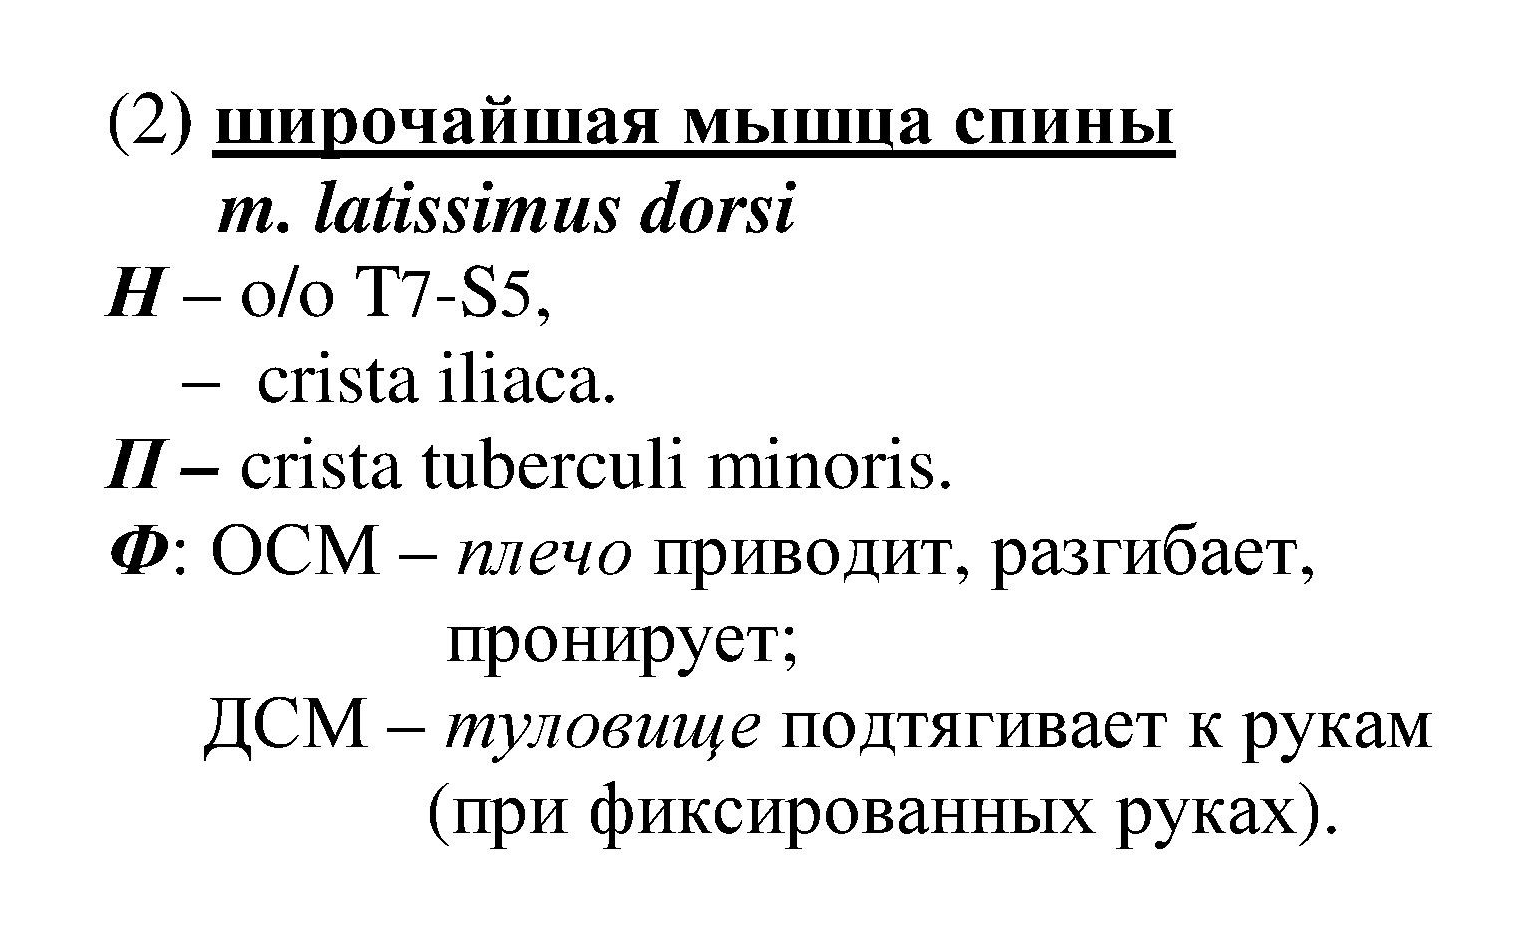 (2) широчайшая мышца спины
m. latissimus dorsi
Н – о/о T7-S5,
– crista iliaca.
П – crista tuberculi minoris.
Ф: ОСМ – плечо приводит, разгибает,
пронирует;
ДСМ – туловище подтягивает к рукам
(при фиксированных руках).